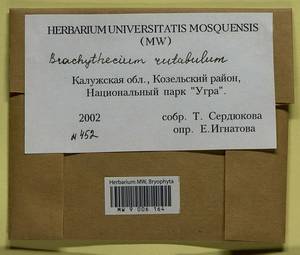 HERBARIUM UNIVERSITATIS MOSQUENSIS
(MW)
Brachythecium rutabulum
Калужская обл., Козельский район,
Национальный парк "Угра".
2002 собр. Т. Сердюкова
N 452 опр. Е.Игнатова
Herbarium MW, Bryophyta
MW 9 006 164